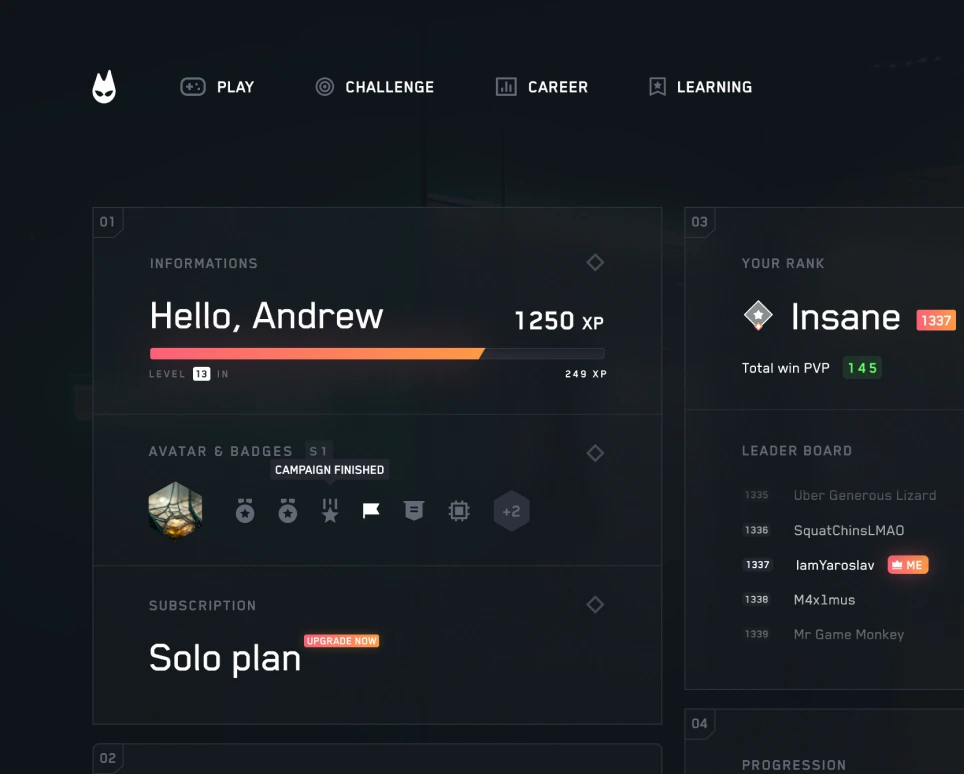 PLAY
CHALLENGE
CAREER
LEARNING
01
INFORMATIONS
Hello, Andrew
1250 XP
LEVEL 13 IN
249 XP
AVATAR & BADGES S1
CAMPAIGN FINISHED
+2
SUBSCRIPTION
Solo plan UPGRADE NOW
02
03
YOUR RANK
Insane 1337
Total win PVP 145
LEADER BOARD
1335 Uber Generous Lizard
1336 SquatChinsLMAO
1337 IamYaroslav ME
1338 M4x1mus
1339 Mr Game Monkey
04
PROGRESSION